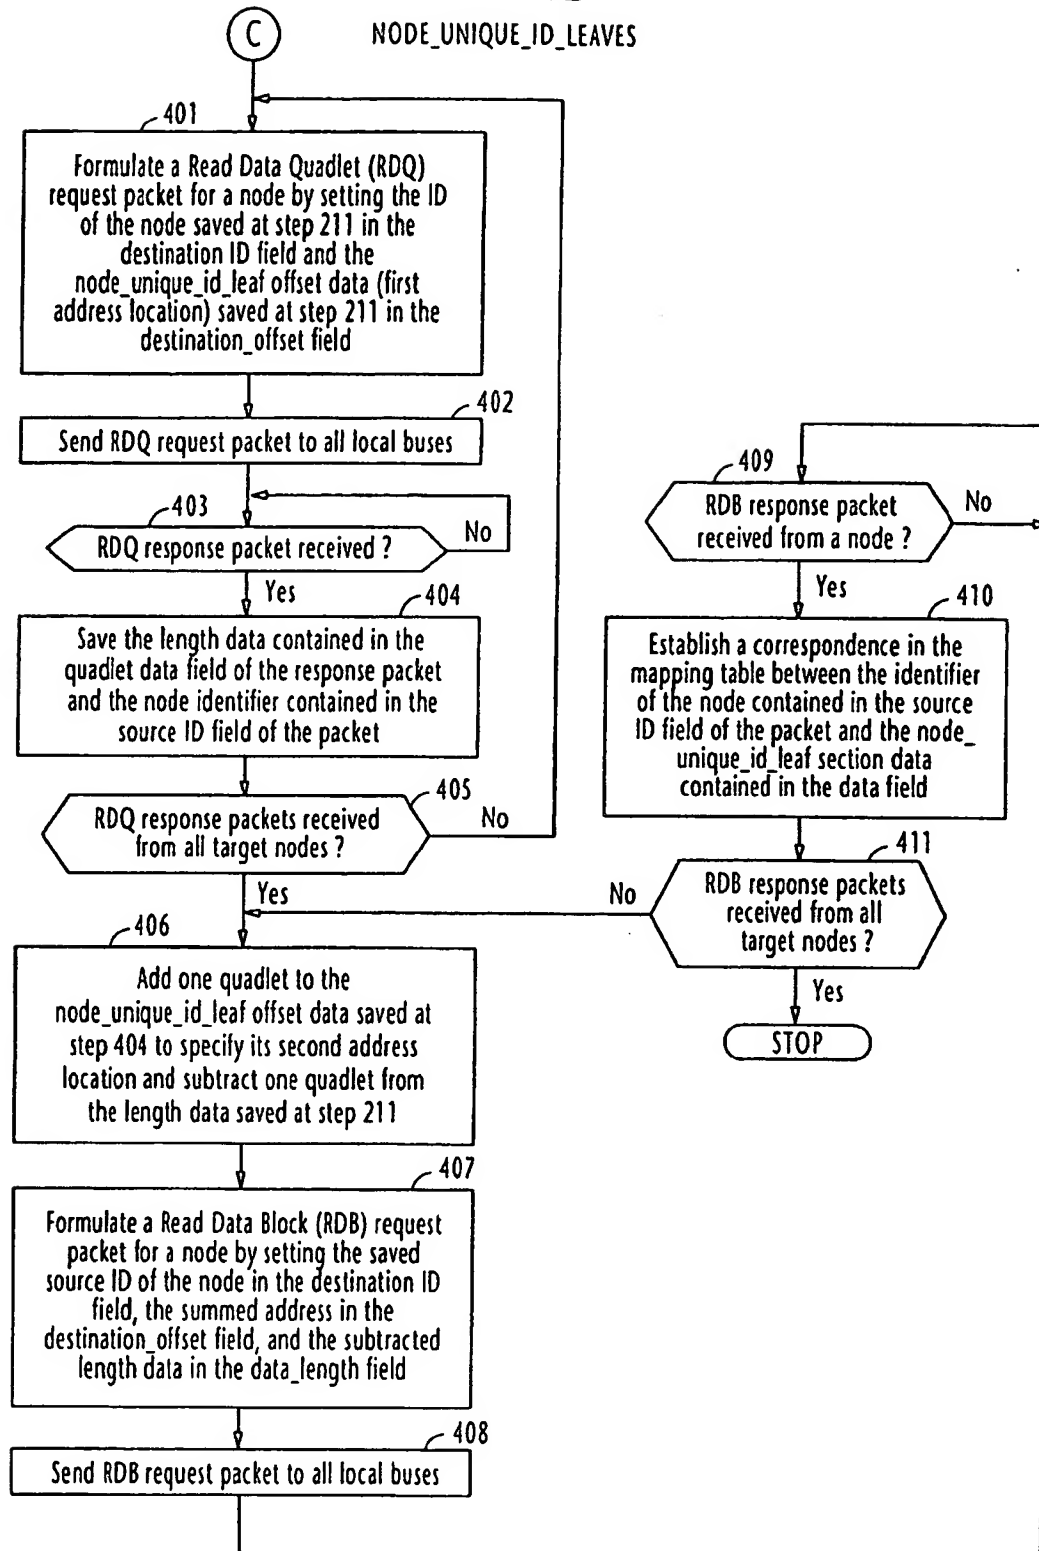 C
NODE_UNIQUE_ID_LEAVES
401
Formulate a Read Data Quadlet (RDQ)
request packet for a node by setting the ID
of the node saved at step 211 in the
destination ID field and the
node_unique_id_leaf offset data (first
address location) saved at step 211 in the
destination_offset field
402
Send RDQ request packet to all local buses
403
RDQ response packet received ?
No
Yes
404
Save the length data contained in the
quadlet data field of the response packet
and the node identifier contained in the
source ID field of the packet
405
RDQ response packets received
from all target nodes ?
No
Yes
406
Add one quadlet to the
node_unique_id_leaf offset data saved at
step 404 to specify its second address
location and subtract one quadlet from
the length data saved at step 211
407
Formulate a Read Data Block (RDB) request
packet for a node by setting the saved
source ID of the node in the destination ID
field, the summed address in the
destination_offset field, and the subtracted
length data in the data_length field
408
Send RDB request packet to all local buses
409
RDB response packet
received from a node ?
No
Yes
410
Establish a correspondence in the
mapping table between the identifier
of the node contained in the source
ID field of the packet and the node_
unique_id_leaf section data
contained in the data field
411
RDB response packets
received from all
target nodes ?
No
Yes
STOP